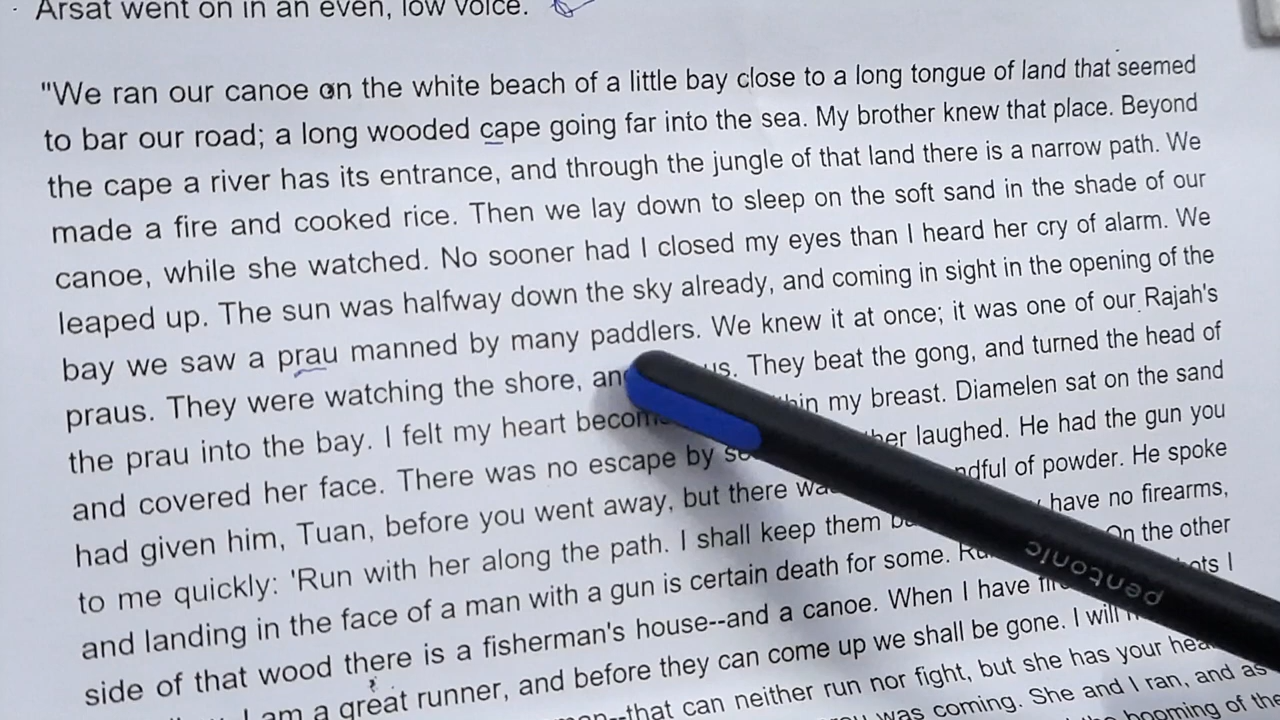 Arsat went on in an even, low voice.
"We ran our canoe on the white beach of a little bay close to a long tongue of land that seemed
to bar our road; a long wooded cape going far into the sea. My brother knew that place. Beyond
the cape a river has its entrance, and through the jungle of that land there is a narrow path. We
made a fire and cooked rice. Then we lay down to sleep on the soft sand in the shade of our
canoe, while she watched. No sooner had I closed my eyes than I heard her cry of alarm. We
leaped up. The sun was halfway down the sky already, and coming in sight in the opening of the
bay we saw a prau manned by many paddlers. We knew it at once; it was one of our Rajah's
praus. They were watching the shore, us. They beat the gong, and turned the head of
the prau into the bay. I felt my heart my breast. Diamelen sat on the sand
and covered her face. There was no escape by laughed. He had the gun you
had given him, Tuan, before you went away, but there of powder. He spoke
to me quickly: 'Run with her along the path. I shall keep them have no firearms,
and landing in the face of a man with a gun is certain death for some. On the other
side of that wood there is a fisherman's house--and a canoe. When I have I
am a great runner, and before they can come up we shall be gone. I will
that can neither run nor fight, but she has your
was coming. She and I ran, and as
booming of the
pentonic